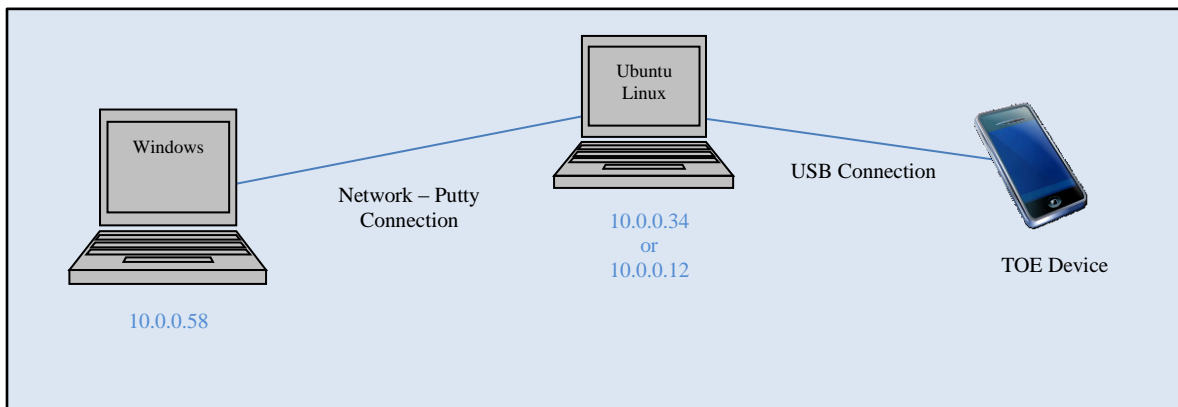 Windows
10.0.0.58
Network – Putty
Connection
Ubuntu
Linux
10.0.0.34
or
10.0.0.12
USB Connection
TOE Device